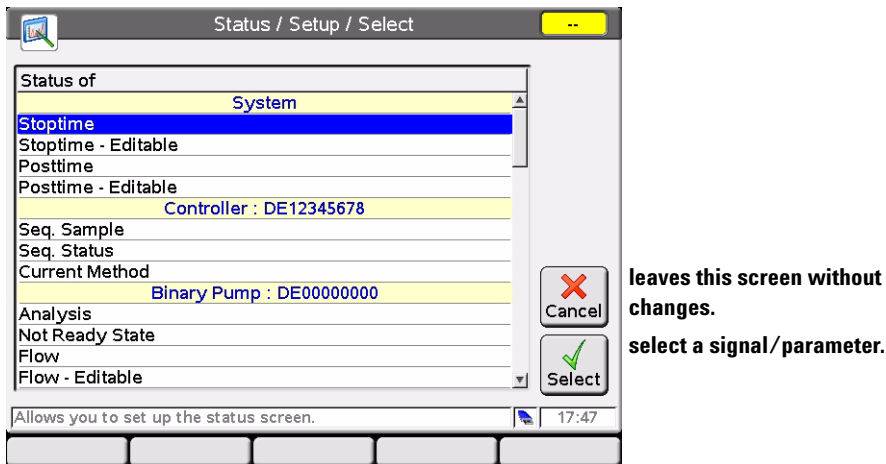 Status / Setup / Select
--
Status of
System
Stoptime
Stoptime - Editable
Posttime
Posttime - Editable
Controller : DE12345678
Seq. Sample
Seq. Status
Current Method
Binary Pump : DE00000000
Analysis
Not Ready State
Flow
Flow - Editable
Cancel
leaves this screen without
changes.
Select
select a signal/parameter.
Allows you to set up the status screen.
17:47